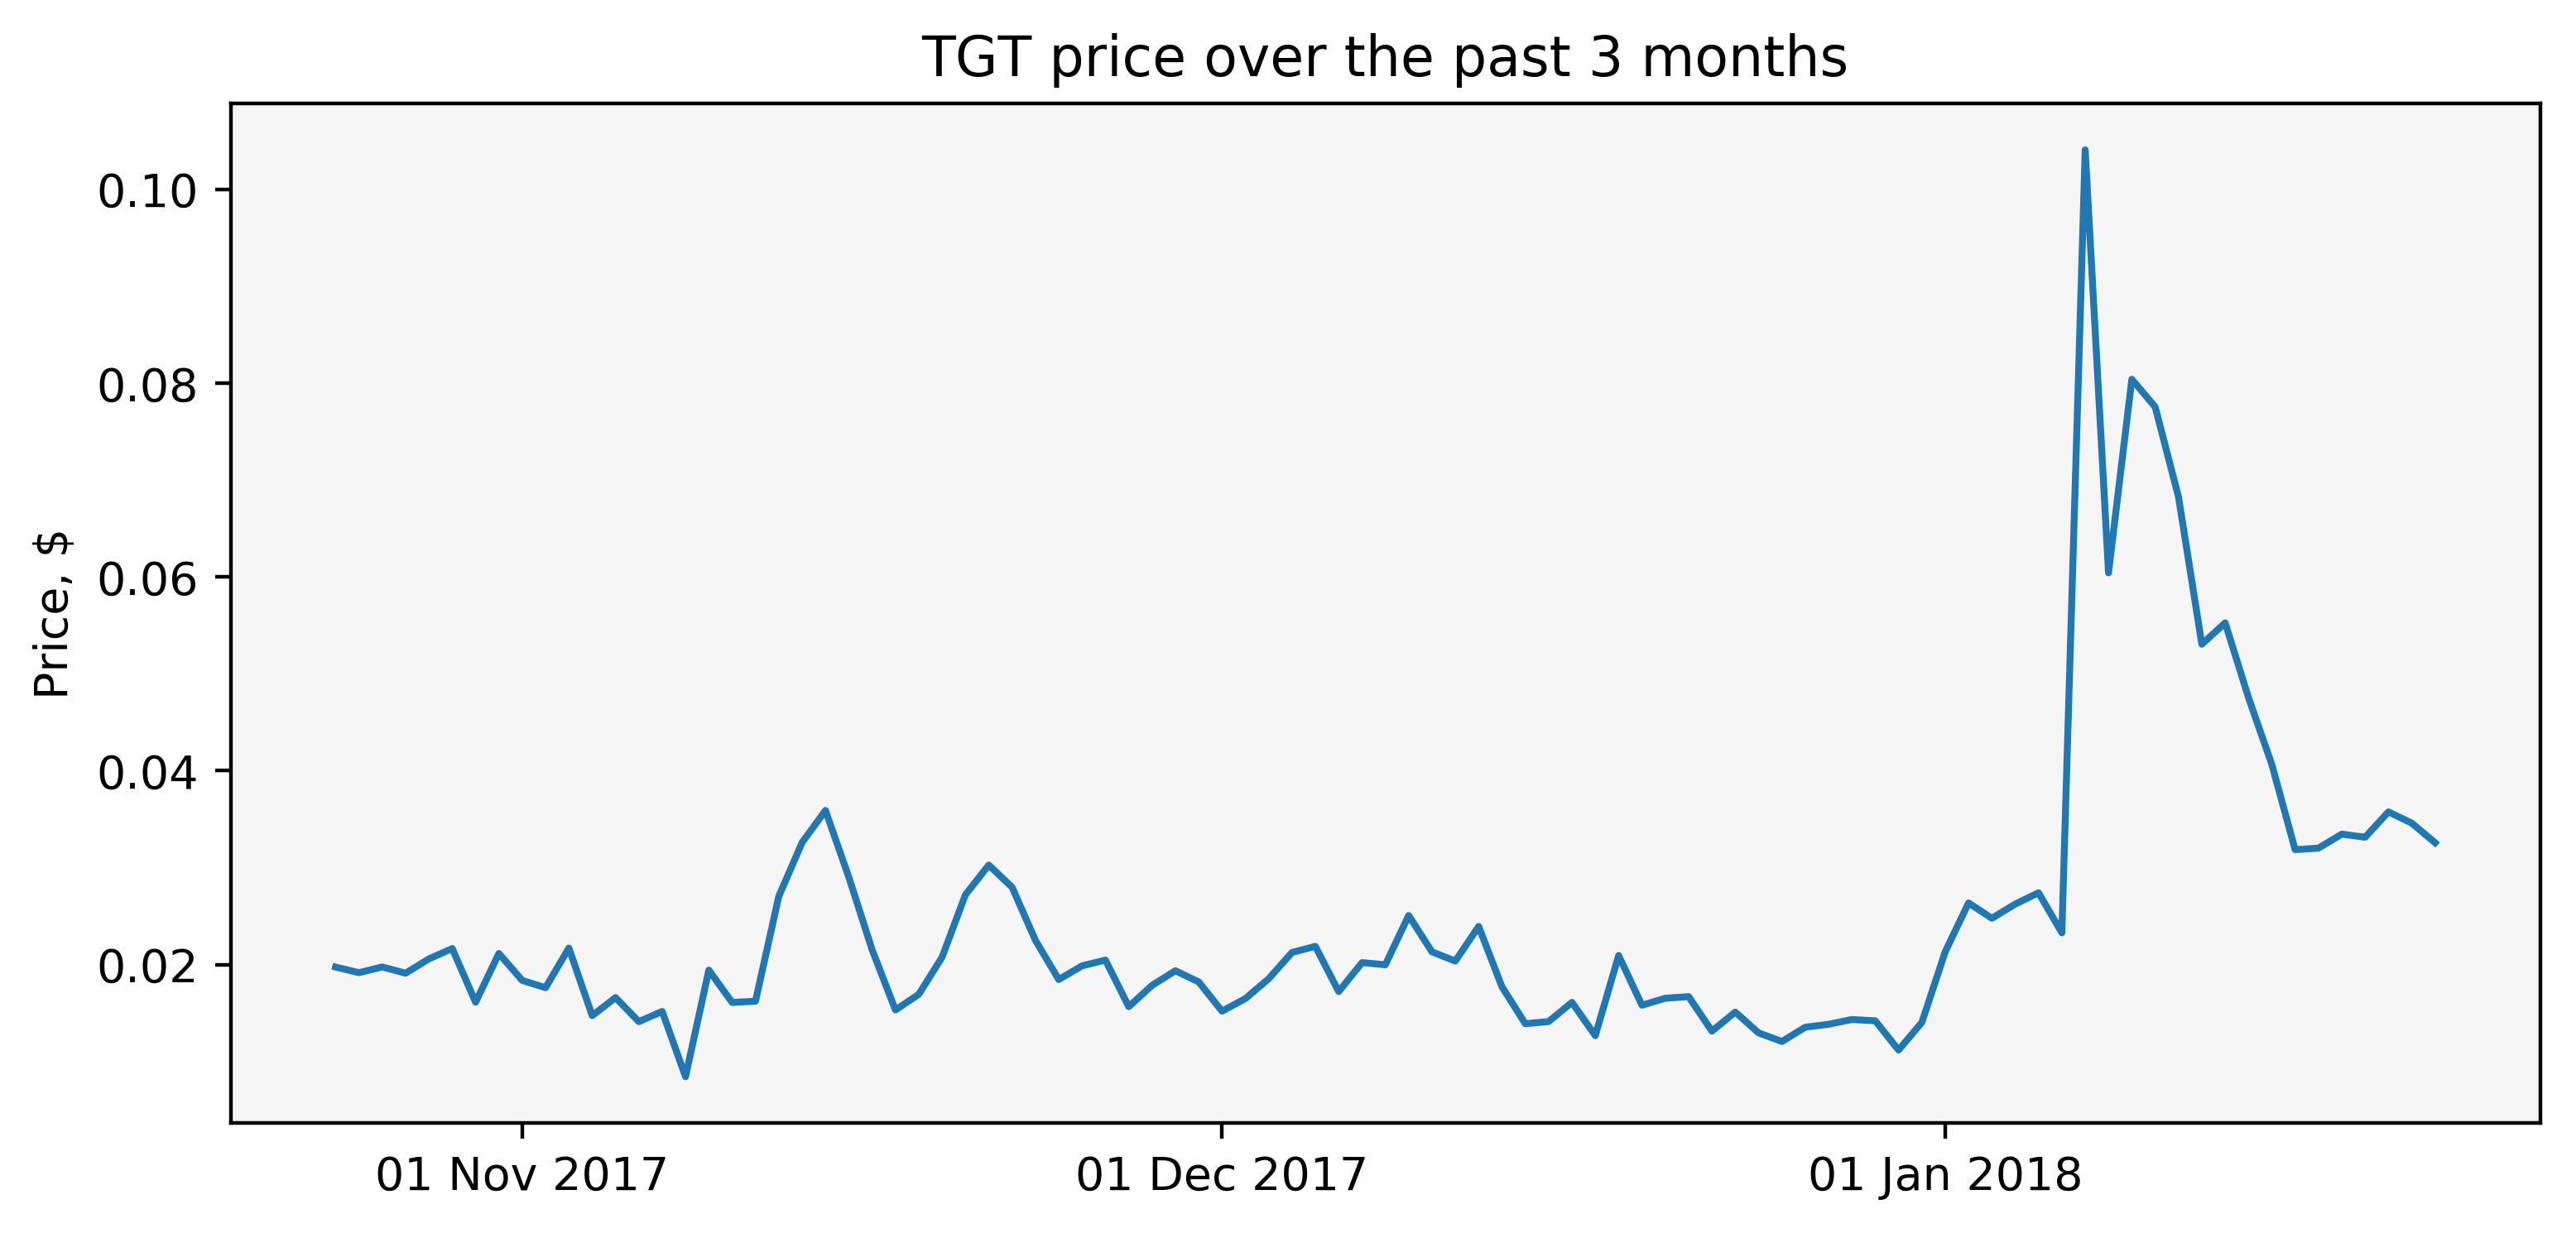 TGT price over the past 3 months
Price, $
0.10
0.08
0.06
0.04
0.02
01 Nov 2017
01 Dec 2017
01 Jan 2018